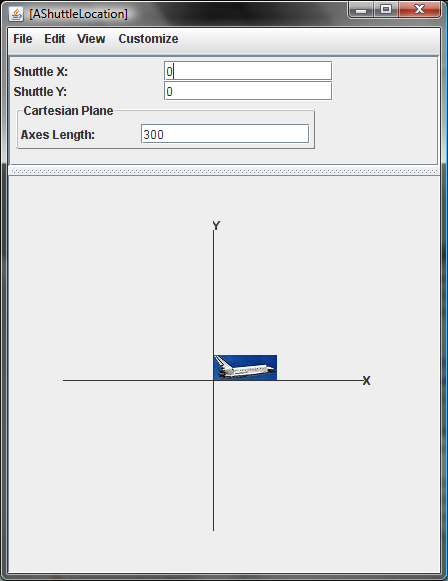 [AShuttleLocation]
File Edit View Customize
Shuttle X: 0
Shuttle Y: 0
Cartesian Plane
Axes Length: 300
Y
X